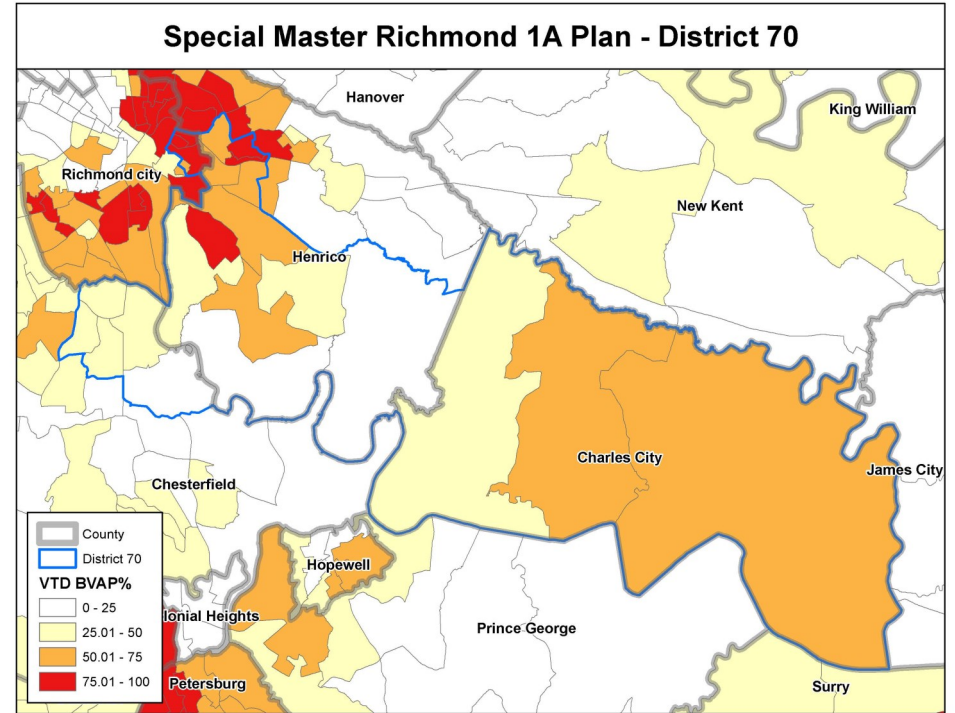 Special Master Richmond 1A Plan - District 70
Hanover
King William
Richmond city
New Kent
Henrico
Charles City
James City
Chesterfield
Hopewell
lonial Heights
Prince George
Petersburg
Surry
County
District 70
VTD BVAP%
0 - 25
25.01 - 50
50.01 - 75
75.01 - 100